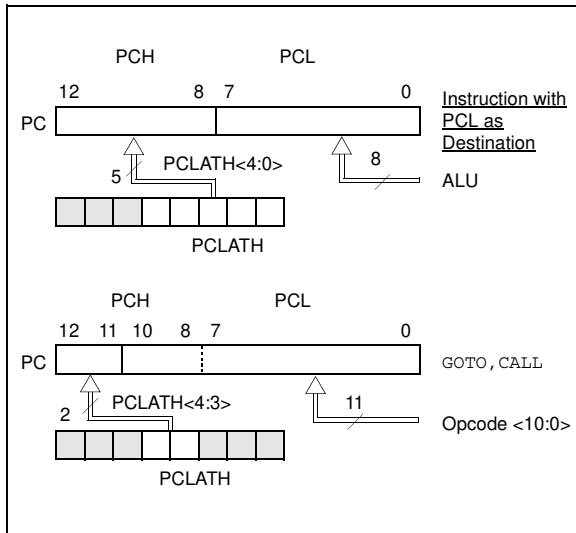 PCH PCL
12 8 7 0
PC
Instruction with
PCL as
Destination
5 PCLATH<4:0> 8
ALU
PCLATH
PCH PCL
12 11 10 8 7 0
PC GOTO, CALL
2 PCLATH<4:3> 11
Opcode <10:0>
PCLATH